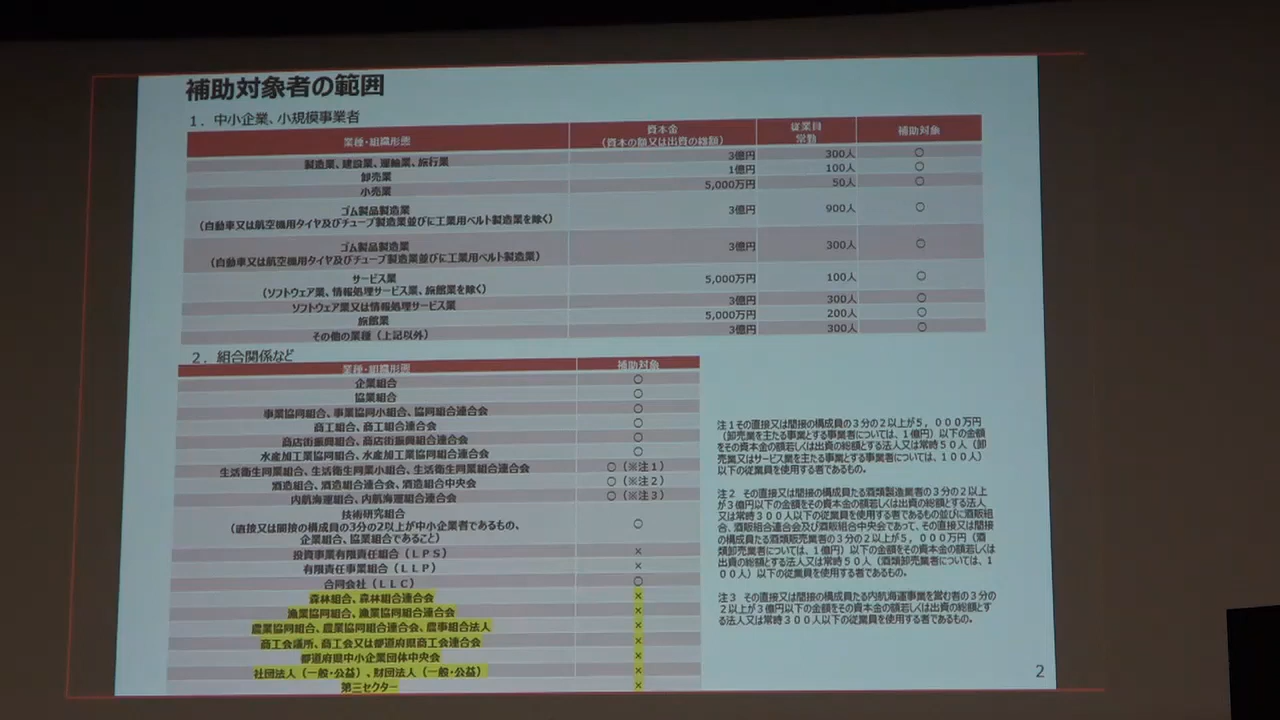 補助対象者の範囲
１．中小企業、小規模事業者
業種・組織形態 資本金 従業員 補助対象
（資本の額又は出資の総額） 常勤
製造業、建設業、運輸業、旅行業 3億円 300人 〇
卸売業 1億円 100人 〇
小売業 5,000万円 50人 〇
ゴム製品製造業 3億円 900人 〇
（自動車又は航空機用タイヤ及びチューブ製造業並びに工業用ベルト製造業を除く）
ゴム製品製造業 3億円 300人 〇
（自動車又は航空機用タイヤ及びチューブ製造業並びに工業用ベルト製造業）
サービス業 5,000万円 100人 〇
（ソフトウェア業、情報処理サービス業、旅館業を除く）
ソフトウェア業又は情報処理サービス業 3億円 300人 〇
旅館業 5,000万円 200人 〇
その他の業種（上記以外） 3億円 300人 〇
２．組合関係など
業種・組織形態 補助対象
企業組合 〇
協業組合 〇
事業協同組合、事業協同小組合、協同組合連合会 〇
商工組合、商工組合連合会 〇
商店街振興組合、商店街振興組合連合会 〇
水産加工業協同組合、水産加工業協同組合連合会 〇
生活衛生同業組合、生活衛生同業小組合、生活衛生同業組合連合会 〇（※注１）
酒造組合、酒造組合連合会、酒造組合中央会 〇（※注２）
内航海運組合、内航海運組合連合会 〇（※注３）
技術研究組合
（直接又は間接の構成員の3分の2以上が中小企業者であるもの、 〇
企業組合、協業組合であること）
投資事業有限責任組合（ＬＰＳ） ×
有限責任事業組合（ＬＬＰ） ×
合同会社（ＬＬＣ） 〇
森林組合、森林組合連合会 ×
漁業協同組合、漁業協同組合連合会 ×
農業協同組合、農業協同組合連合会、農事組合法人 ×
商工会議所、商工会又は都道府県商工会連合会 ×
都道府県中小企業団体中央会 ×
社団法人（一般・公益）、財団法人（一般・公益） ×
第三セクター ×
注１その直接又は間接の構成員の３分の２以上が５，０００万円
（卸売業を主たる事業とする事業者については、１億円）以下の金額
をその資本金の額若しくは出資の総額とする法人又は常時５０人（卸
売業又はサービス業を主たる事業とする事業者については、１００人）
以下の従業員を使用する者であるもの。
注２ その直接又は間接の構成員たる酒類製造業者の３分の２以上
が３億円以下の金額をその資本金の額若しくは出資の総額とする法人
又は常時３００人以下の従業員を使用する者であるもの並びに酒販組
合、酒販組合連合会及び酒販組合中央会であって、その直接又は間接
の構成員たる酒類販売業者の３分の２以上が５，０００万円（酒
類卸売業者については、１億円）以下の金額をその資本金の額若しくは
出資の総額とする法人又は常時５０人（酒類卸売業者については、１
００人）以下の従業員を使用する者であるもの。
注３ その直接又は間接の構成員たる内航海運事業を営む者の３分
の２以上が３億円以下の金額をその資本金の額若しくは出資の総額と
する法人又は常時３００人以下の従業員を使用する者であるもの。
2